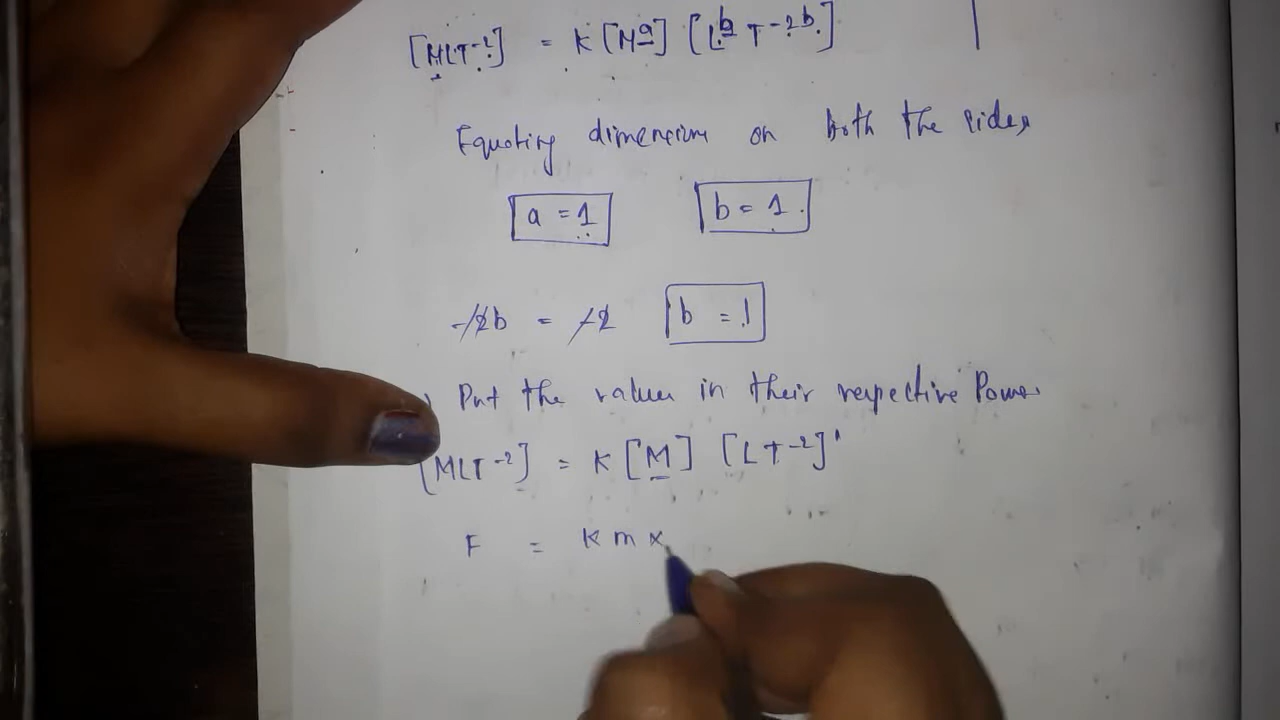 [MLT⁻²] = K [Mᵃ] [Lᵇ T⁻²ᵇ]
Equating dimension on both the sides
a = 1 b = 1.
-2b = -2 b = 1
Put the values in their respective Power
[MLT⁻²] = K [M] [LT⁻²]¹
F = K m x